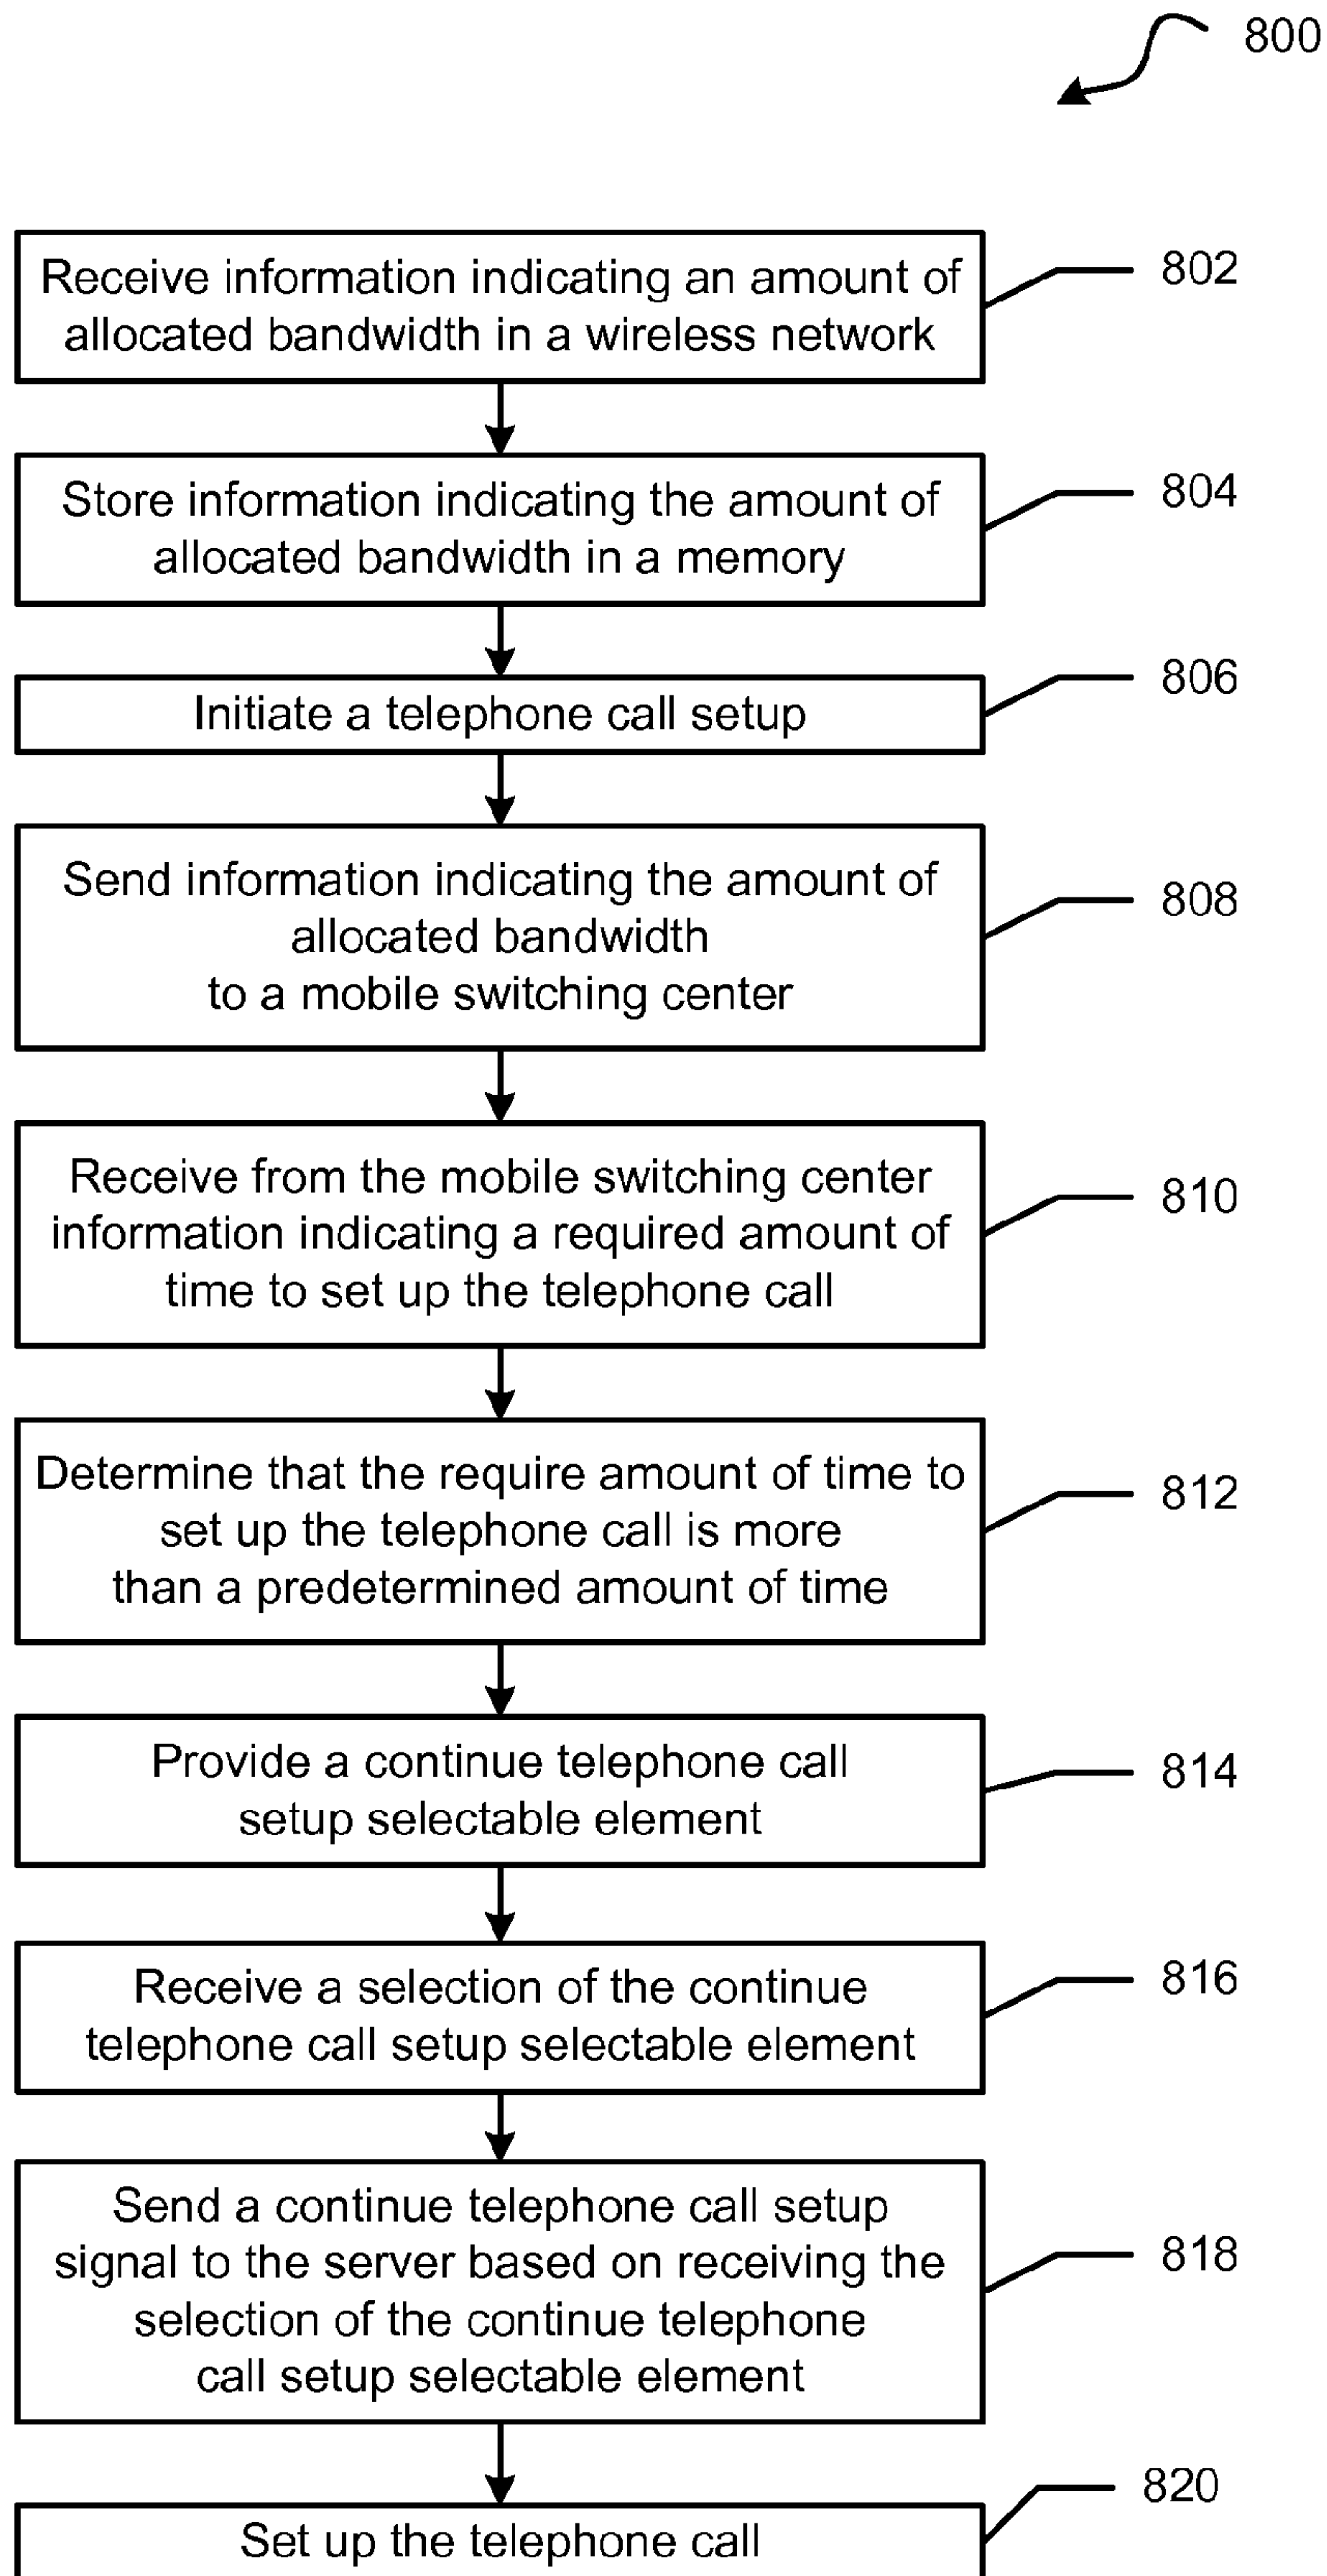 800
Receive information indicating an amount of
allocated bandwidth in a wireless network
802
Store information indicating the amount of
allocated bandwidth in a memory
804
Initiate a telephone call setup
806
Send information indicating the amount of
allocated bandwidth
to a mobile switching center
808
Receive from the mobile switching center
information indicating a required amount of
time to set up the telephone call
810
Determine that the require amount of time to
set up the telephone call is more
than a predetermined amount of time
812
Provide a continue telephone call
setup selectable element
814
Receive a selection of the continue
telephone call setup selectable element
816
Send a continue telephone call setup
signal to the server based on receiving the
selection of the continue telephone
call setup selectable element
818
Set up the telephone call
820